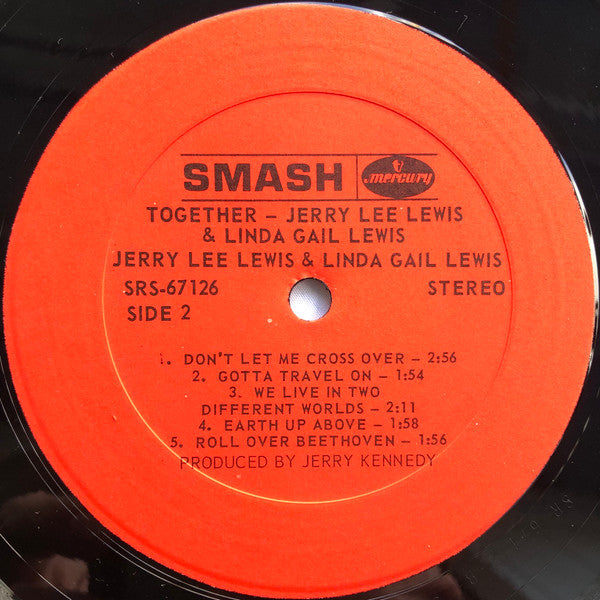 SMASH mercury
TOGETHER – JERRY LEE LEWIS
& LINDA GAIL LEWIS
JERRY LEE LEWIS & LINDA GAIL LEWIS
SRS-67126 STEREO
SIDE 2
1. DON'T LET ME CROSS OVER – 2:56
2. GOTTA TRAVEL ON – 1:54
3. WE LIVE IN TWO
DIFFERENT WORLDS – 2:11
4. EARTH UP ABOVE – 1:58
5. ROLL OVER BEETHOVEN – 1:56
PRODUCED BY JERRY KENNEDY